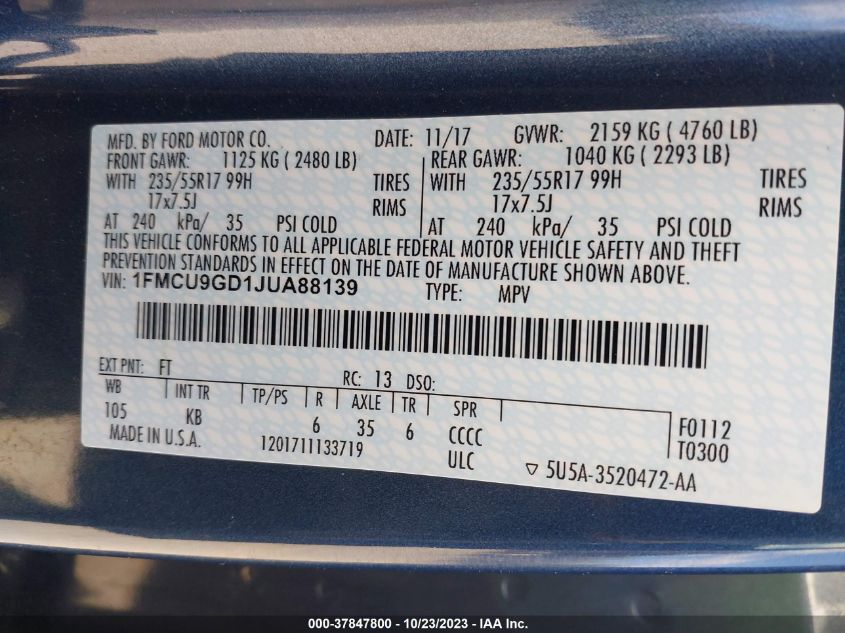 MFD. BY FORD MOTOR CO. DATE: 11/17 GVWR: 2159 KG ( 4760 LB)
FRONT GAWR: 1125 KG ( 2480 LB) REAR GAWR: 1040 KG ( 2293 LB)
WITH 235/55R17 99H TIRES WITH 235/55R17 99H TIRES
17x7.5J RIMS 17x7.5J RIMS
AT 240 kPa/ 35 PSI COLD AT 240 kPa/ 35 PSI COLD
THIS VEHICLE CONFORMS TO ALL APPLICABLE FEDERAL MOTOR VEHICLE SAFETY AND THEFT
PREVENTION STANDARDS IN EFFECT ON THE DATE OF MANUFACTURE SHOWN ABOVE.
VIN: 1FMCU9GD1JUA88139 TYPE: MPV
EXT PNT: FT RC: 13 DSO:
WB INT TR TP/PS R AXLE TR SPR
105 KB 6 35 6 CCCC F0112
MADE IN U.S.A. 1201711133719 ULC T0300
▽ 5U5A-3520472-AA
000-37847800 - 10/23/2023 - IAA Inc.